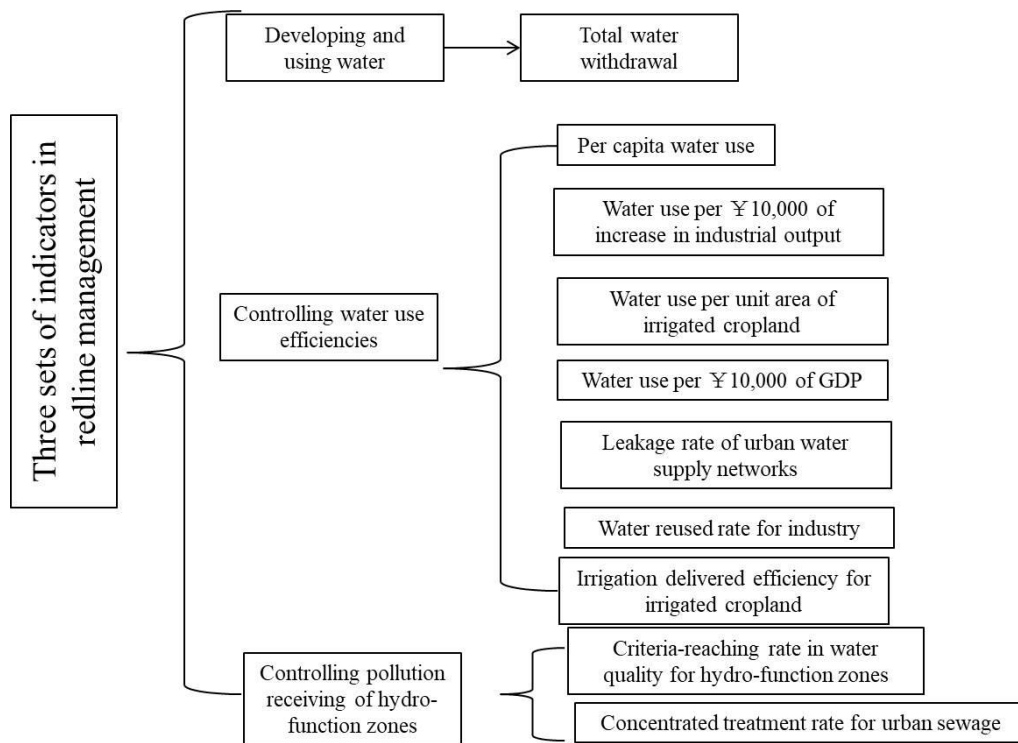 Three sets of indicators in
redline management
Developing and
using water
Total water
withdrawal
Controlling water use
efficiencies
Per capita water use
Water use per ￥10,000 of
increase in industrial output
Water use per unit area of
irrigated cropland
Water use per ￥10,000 of GDP
Leakage rate of urban water
supply networks
Water reused rate for industry
Irrigation delivered efficiency for
irrigated cropland
Controlling pollution
receiving of hydro-
function zones
Criteria-reaching rate in water
quality for hydro-function zones
Concentrated treatment rate for urban sewage